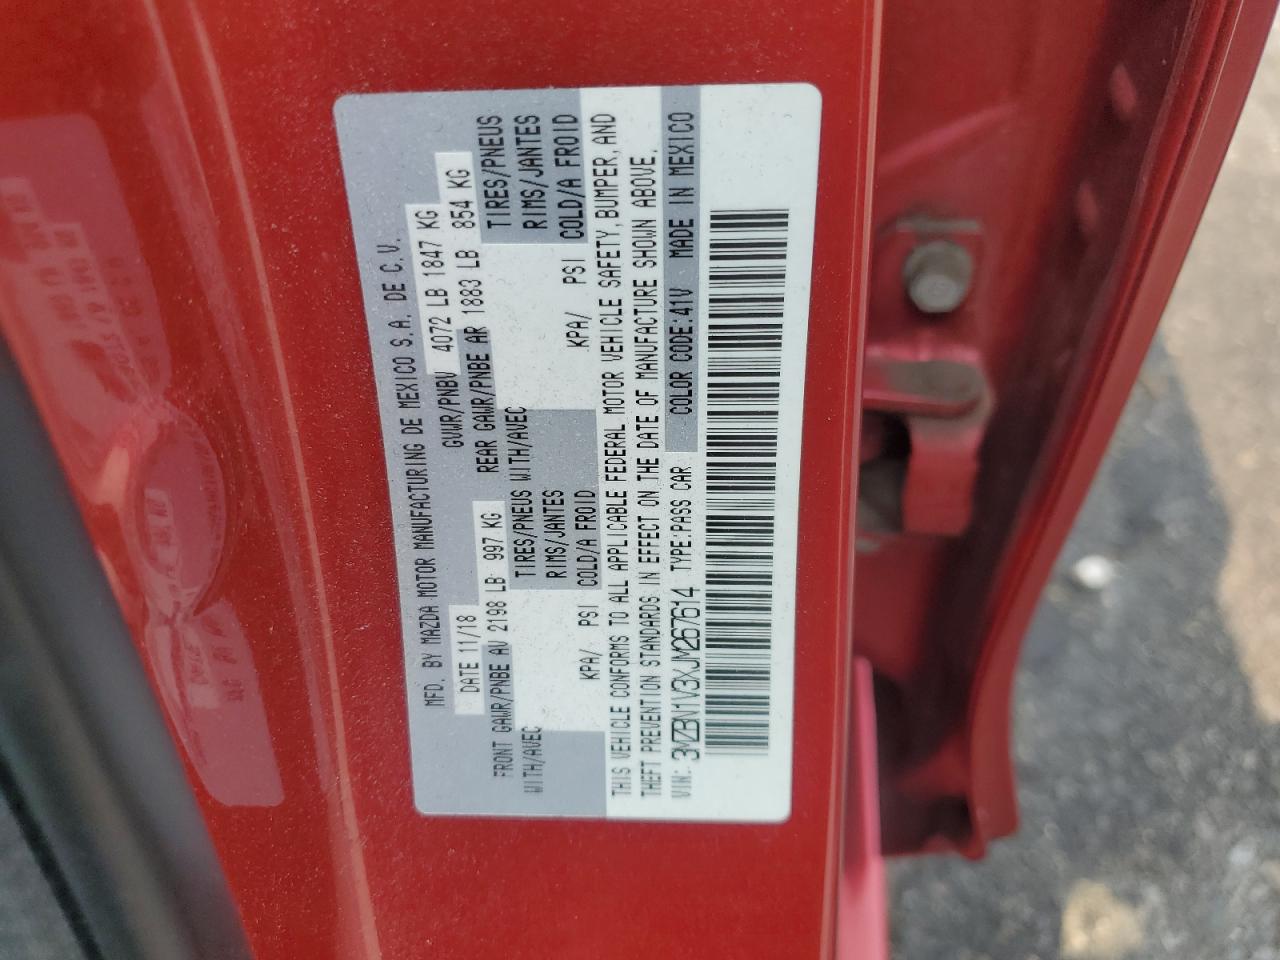 MFD. BY MAZDA MOTOR MANUFACTURING DE MEXICO S.A. DE C.V.
DATE 11/18 GVWR/PNBV 4072 LB 1847 KG
FRONT GAWR/PNBE AV 2198 LB 997 KG REAR GAWR/PNBE AR 1883 LB 854 KG
WITH/AVEC TIRES/PNEUS WITH/AVEC TIRES/PNEUS
RIMS/JANTES RIMS/JANTES
KPA/ PSI COLD/A FROID KPA/ PSI COLD/A FROID
THIS VEHICLE CONFORMS TO ALL APPLICABLE FEDERAL MOTOR VEHICLE SAFETY, BUMPER, AND
THEFT PREVENTION STANDARDS IN EFFECT ON THE DATE OF MANUFACTURE SHOWN ABOVE.
VIN: 3MZBN1V3XJM267614 TYPE:PASS CAR COLOR CODE:41V MADE IN MEXICO